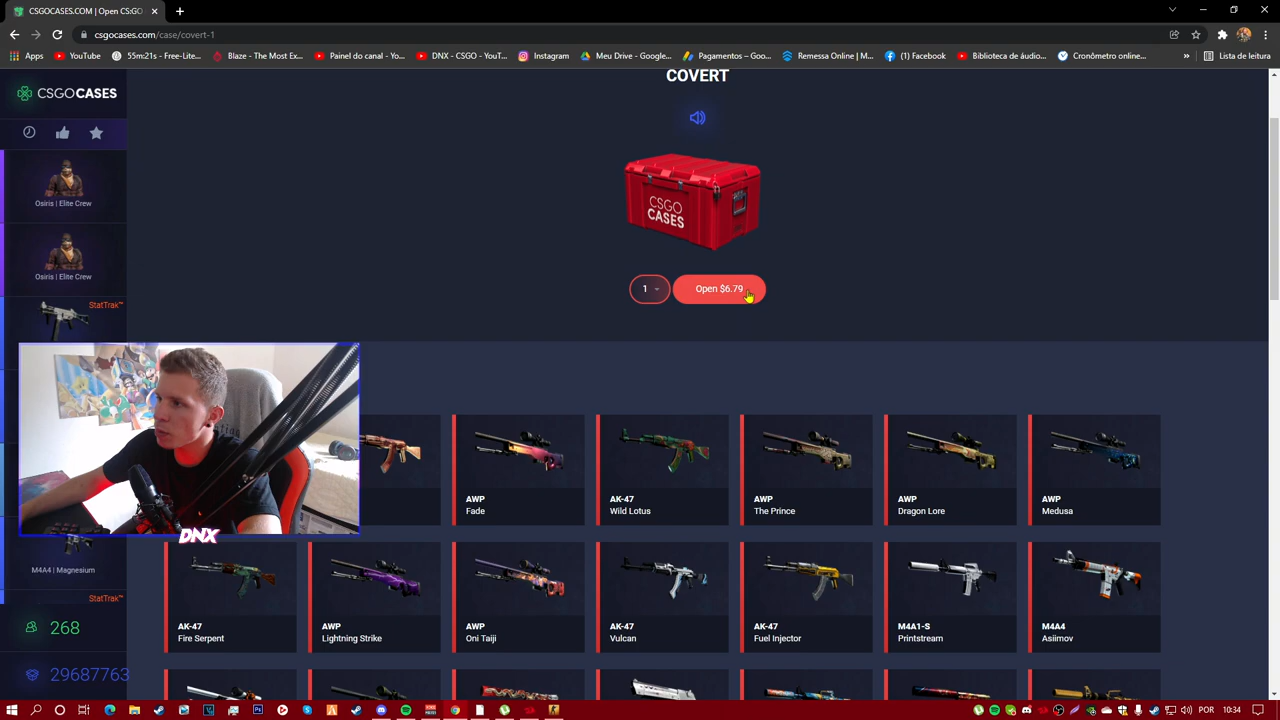 CSGOCASES.COM | Open CS:GO
csgocases.com/case/covert-1
Apps
YouTube
55m21s - Free-Lite...
Blaze - The Most Ex...
Painel do canal - Yo...
DNX - CSGO - YouT...
Instagram
Meu Drive – Google...
Pagamentos – Goo...
Remessa Online | M...
(1) Facebook
Biblioteca de áudio...
Cronômetro online...
»
Lista de leitura
CSGOCASES
COVERT
CSGO
CASES
1
Open $6.79
Osiris | Elite Crew
Osiris | Elite Crew
StatTrak™
AWP
Fade
AK-47
Wild Lotus
AWP
The Prince
AWP
Dragon Lore
AWP
Medusa
DNX
M4A4 | Magnesium
StatTrak™
AK-47
Fire Serpent
AWP
Lightning Strike
AWP
Oni Taiji
AK-47
Vulcan
AK-47
Fuel Injector
M4A1-S
Printstream
M4A4
Asiimov
268
29687763
POR
10:34